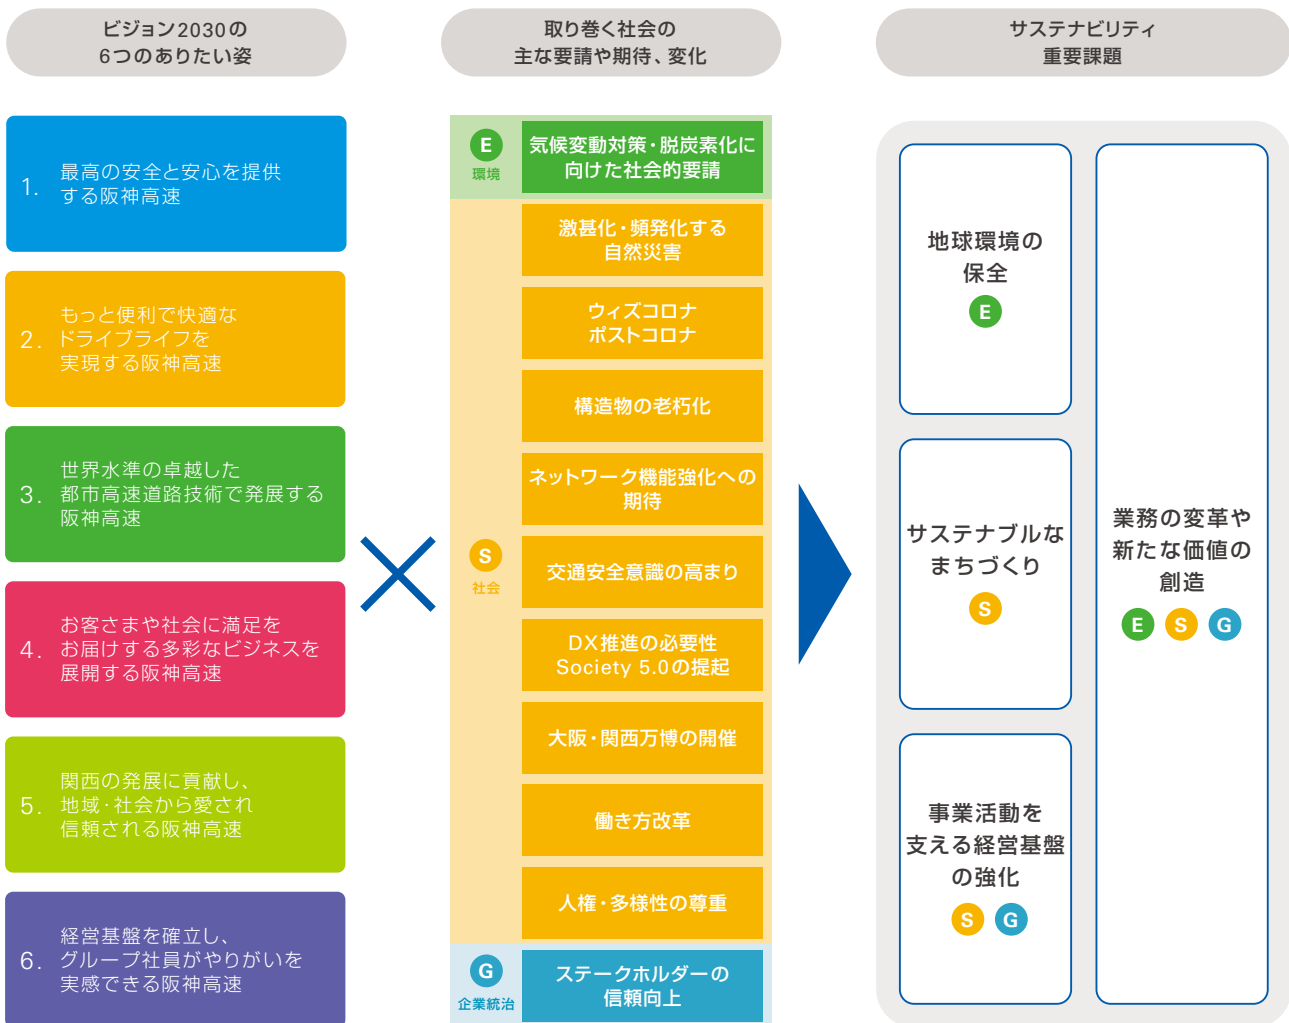 ビジョン2030の
6つのありたい姿
1.
最高の安全と安心を提供
する阪神高速
2.
もっと便利で快適な
ドライブライフを
実現する阪神高速
3.
世界水準の卓越した
都市高速道路技術で発展する
阪神高速
4.
お客さまや社会に満足を
お届けする多彩なビジネスを
展開する阪神高速
5.
関西の発展に貢献し、
地域・社会から愛され
信頼される阪神高速
6.
経営基盤を確立し、
グループ社員がやりがいを
実感できる阪神高速
取り巻く社会の
主な要請や期待、変化
E
環境
気候変動対策・脱炭素化に
向けた社会的要請
S
社会
激甚化・頻発化する
自然災害
ウィズコロナ
ポストコロナ
構造物の老朽化
ネットワーク機能強化への
期待
交通安全意識の高まり
DX推進の必要性
Society 5.0の提起
大阪・関西万博の開催
働き方改革
人権・多様性の尊重
G
企業統治
ステークホルダーの
信頼向上
サステナビリティ
重要課題
地球環境の
保全
E
サステナブルな
まちづくり
S
事業活動を
支える経営基盤
の強化
S G
業務の変革や
新たな価値の
創造
E S G